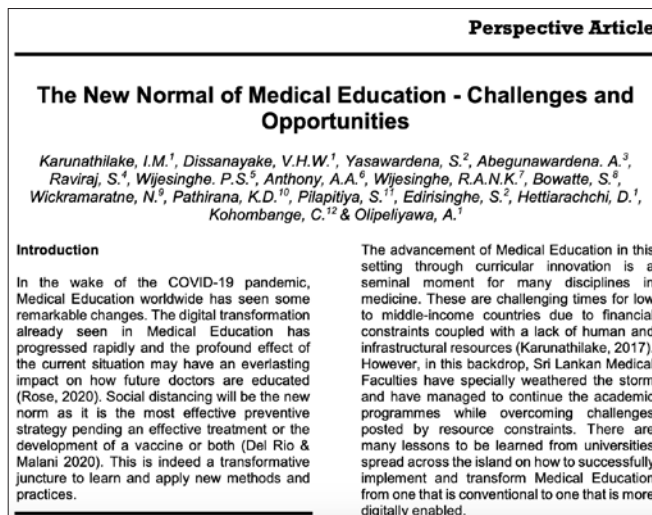 Perspective Article
The New Normal of Medical Education - Challenges and
Opportunities
Karunathilake, I.M.¹, Dissanayake, V.H.W.¹, Yasawardena, S.², Abegunawardena. A.³,
Raviraj, S.⁴, Wijesinghe. P.S.⁵, Anthony, A.A.⁶, Wijesinghe, R.A.N.K.⁷, Bowatte, S.⁸,
Wickramaratne, N.⁹, Pathirana, K.D.¹⁰, Pilapitiya, S.¹¹, Edirisinghe, S.², Hettiarachchi, D.¹,
Kohombange, C.¹² & Olipeliyawa, A.¹
Introduction
In the wake of the COVID-19 pandemic,
Medical Education worldwide has seen some
remarkable changes. The digital transformation
already seen in Medical Education has
progressed rapidly and the profound effect of
the current situation may have an everlasting
impact on how future doctors are educated
(Rose, 2020). Social distancing will be the new
norm as it is the most effective preventive
strategy pending an effective treatment or the
development of a vaccine or both (Del Rio &
Malani 2020). This is indeed a transformative
juncture to learn and apply new methods and
practices.
The advancement of Medical Education in this
setting through curricular innovation is a
seminal moment for many disciplines in
medicine. These are challenging times for low
to middle-income countries due to financial
constraints coupled with a lack of human and
infrastructural resources (Karunathilake, 2017).
However, in this backdrop, Sri Lankan Medical
Faculties have specially weathered the storm
and have managed to continue the academic
programmes while overcoming challenges
posted by resource constraints. There are
many lessons to be learned from universities
spread across the island on how to successfully
implement and transform Medical Education
from one that is conventional to one that is more
digitally enabled.